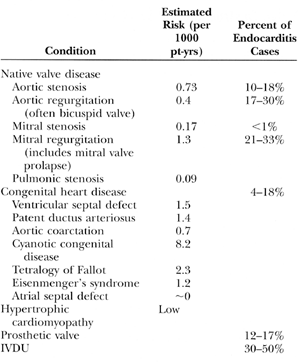 Estimated
Risk (per Percent of
1000 Endocarditis
Condition pt-yrs) Cases
Native valve disease
Aortic stenosis 0.73 10–18%
Aortic regurgitation 0.4 17–30%
(often bicuspid valve)
Mitral stenosis 0.17 <1%
Mitral regurgitation 1.3 21–33%
(includes mitral valve
prolapse)
Pulmonic stenosis 0.09
Congenital heart disease 4–18%
Ventricular septal defect 1.5
Patent ductus arteriosus 1.4
Aortic coarctation 0.7
Cyanotic congenital 8.2
disease
Tetralogy of Fallot 2.3
Eisenmenger's syndrome 1.2
Atrial septal defect ~0
Hypertrophic Low
cardiomyopathy
Prosthetic valve 12–17%
IVDU 30–50%